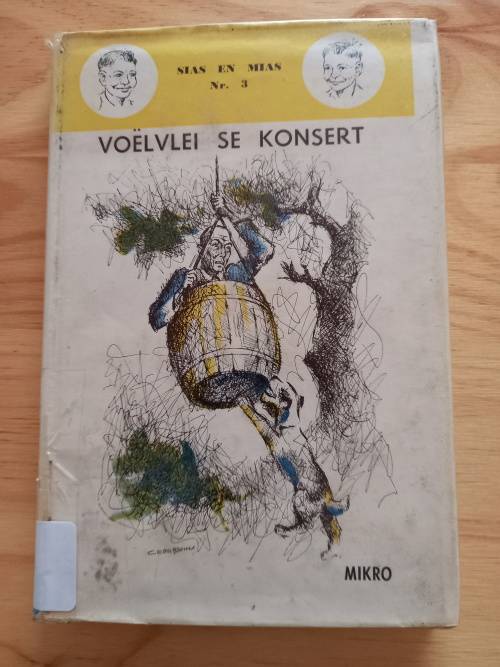 SIAS EN MIAS
Nr. 3
VOËLVLEI SE KONSERT
MIKRO